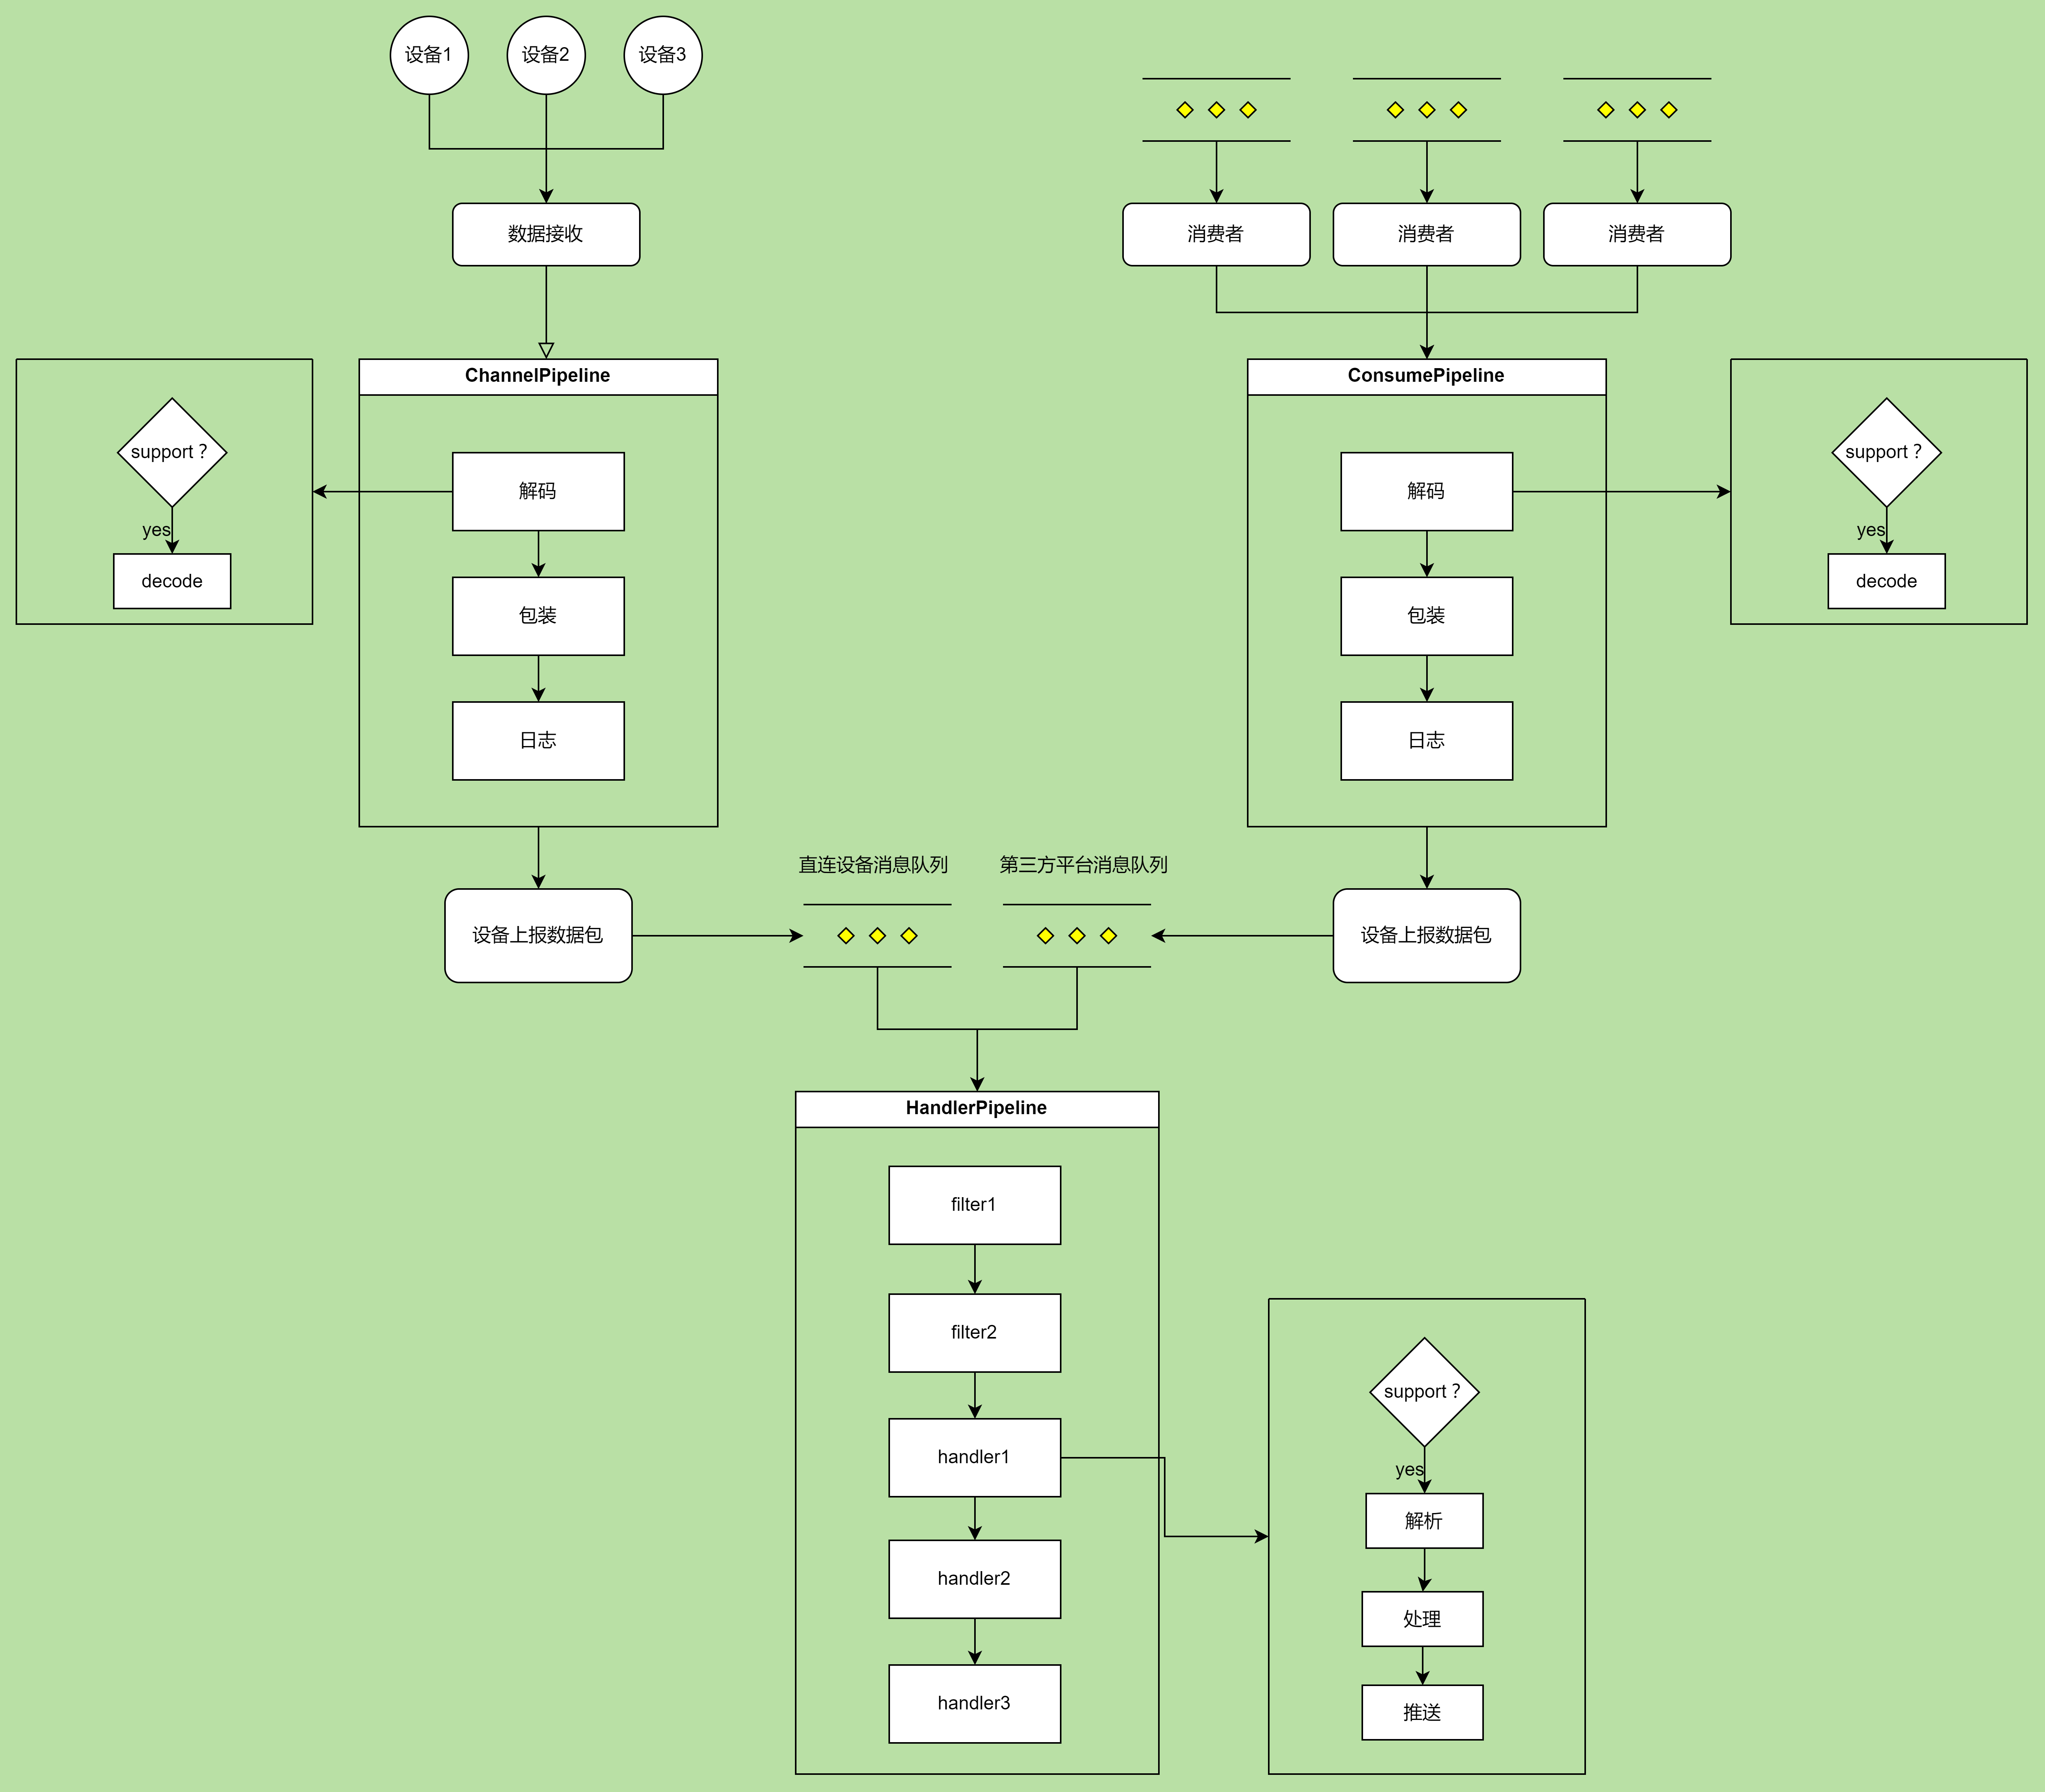 设备1
设备2
设备3
数据接收
消费者
消费者
消费者
ChannelPipeline
ConsumePipeline
support？
yes
decode
解码
包装
日志
解码
包装
日志
support？
yes
decode
直连设备消息队列
第三方平台消息队列
设备上报数据包
设备上报数据包
HandlerPipeline
filter1
filter2
handler1
handler2
handler3
support？
yes
解析
处理
推送